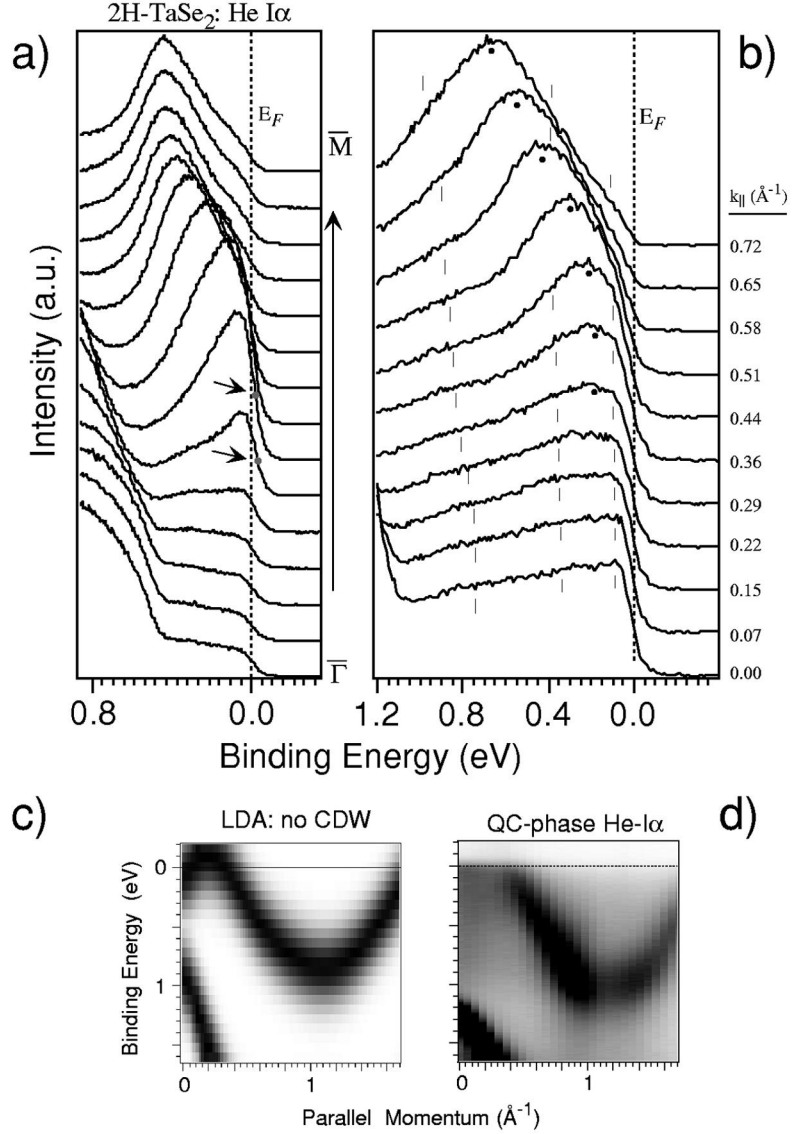 2H-TaSe₂: He Iα
a)
b)
E_F
E_F
M̅
k_|| (Å⁻¹)
0.72
0.65
0.58
0.51
0.44
0.36
0.29
0.22
0.15
0.07
0.00
Γ̅
Intensity (a.u.)
0.8 0.0 1.2 0.8 0.4 0.0
Binding Energy (eV)
c)
LDA: no CDW
QC-phase He-Iα
d)
0
1
Binding Energy (eV)
0 1 0 1
Parallel Momentum (Å⁻¹)